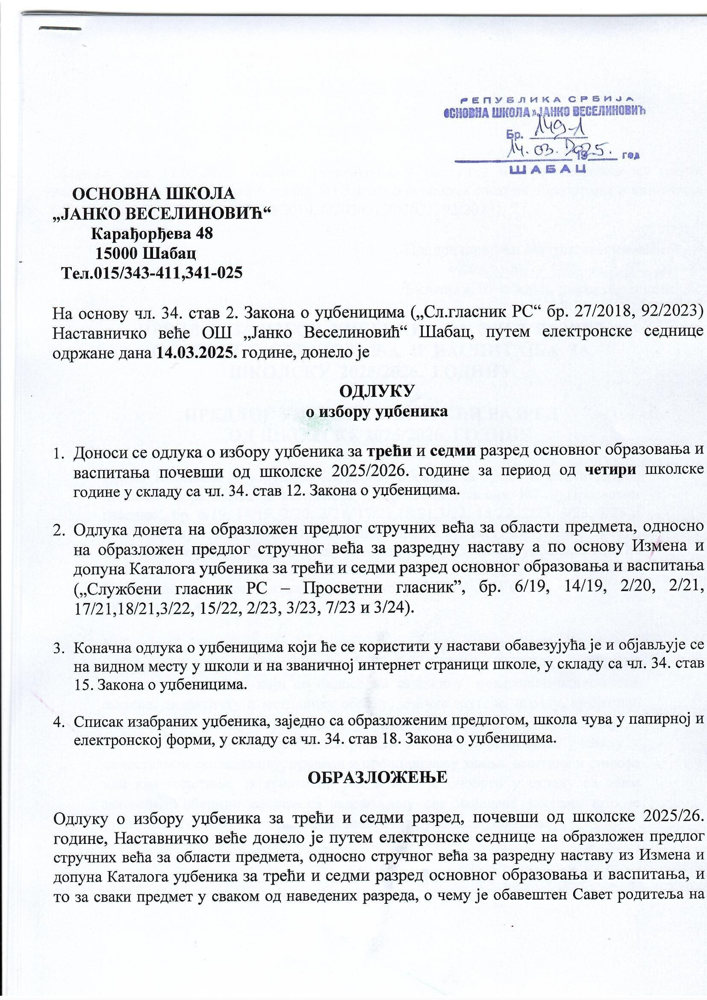 РЕПУБЛИКА СРБИЈА
ОСНОВНА ШКОЛА „ЈАНКО ВЕСЕЛИНОВИЋ
Бр. 149-1
14. 03. 2025. 19 год
ШАБАЦ
ОСНОВНА ШКОЛА
„ЈАНКО ВЕСЕЛИНОВИЋ“
Карађорђева 48
15000 Шабац
Тел.015/343-411,341-025
На основу чл. 34. став 2. Закона о уџбеницима („Сл.гласник РС“ бр. 27/2018, 92/2023)
Наставничко веће ОШ „Јанко Веселиновић“ Шабац, путем електронске седнице
одржане дана 14.03.2025. године, донело је
ОДЛУКУ
о избору уџбеника
1. Доноси се одлука о избору уџбеника за трећи и седми разред основног образовања и
васпитања почевши од школске 2025/2026. године за период од четири школске
године у складу са чл. 34. став 12. Закона о уџбеницима.
2. Одлука донета на образложен предлог стручних већа за области предмета, односно
на образложен предлог стручног већа за разредну наставу а по основу Измена и
допуна Каталога уџбеника за трећи и седми разред основног образовања и васпитања
(„Службени гласник РС – Просветни гласник”, бр. 6/19, 14/19, 2/20, 2/21,
17/21,18/21,3/22, 15/22, 2/23, 3/23, 7/23 и 3/24).
3. Коначна одлука о уџбеницима који ће се користити у настави обавезујућа је и објављује се
на видном месту у школи и на званичној интернет страници школе, у складу са чл. 34. став
15. Закона о уџбеницима.
4. Списак изабраних уџбеника, заједно са образложеним предлогом, школа чува у папирној и
електронској форми, у складу са чл. 34. став 18. Закона о уџбеницима.
ОБРАЗЛОЖЕЊЕ
Одлуку о избору уџбеника за трећи и седми разред, почевши од школске 2025/26.
године, Наставничко веће донело је путем електронске седнице на образложен предлог
стручних већа за области предмета, односно стручног већа за разредну наставу из Измена и
допуна Каталога уџбеника за трећи и седми разред основног образовања и васпитања, и
то за сваки предмет у сваком од наведених разреда, о чему је обавештен Савет родитеља на